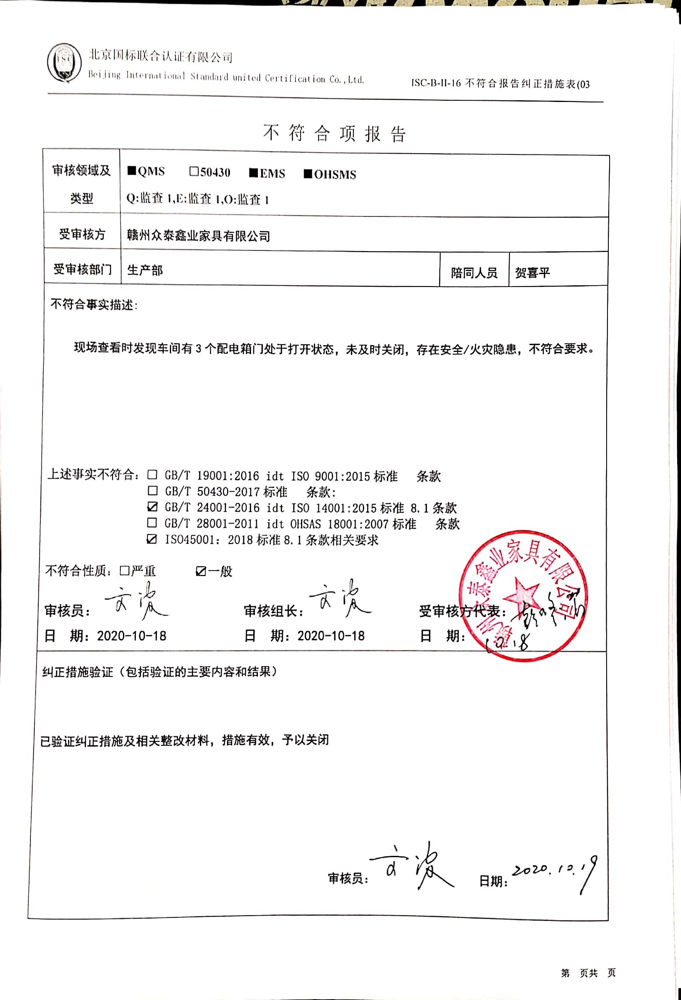 ISC
北京国标联合认证有限公司
Beijing International Standard united Certification Co.,Ltd.
ISC-B-II-16 不符合报告纠正措施表(03
不符合项报告
审核领域及类型
■QMS □50430 ■EMS ■OHSMS
Q:监查 1,E:监查 1,O:监查 1
受审核方 赣州众泰鑫业家具有限公司
受审核部门 生产部 陪同人员 贺喜平
不符合事实描述:
现场查看时发现车间有 3 个配电箱门处于打开状态，未及时关闭，存在安全/火灾隐患，不符合要求。
上述事实不符合：□ GB/T 19001:2016 idt ISO 9001:2015 标准 条款
□ GB/T 50430-2017 标准 条款:
☑ GB/T 24001-2016 idt ISO 14001:2015 标准 8.1 条款
□ GB/T 28001-2011 idt OHSAS 18001:2007 标准 条款
☑ ISO45001：2018 标准 8.1 条款相关要求
不符合性质：□严重 ☑一般
审核员：文波 审核组长：文波 受审核方代表：
日 期：2020-10-18 日 期：2020-10-18 日 期：10.18
赣州众泰鑫业家具有限公司
纠正措施验证（包括验证的主要内容和结果）
已验证纠正措施及相关整改材料，措施有效，予以关闭
审核员：文波 日期：2020.10.19
第 页共 页